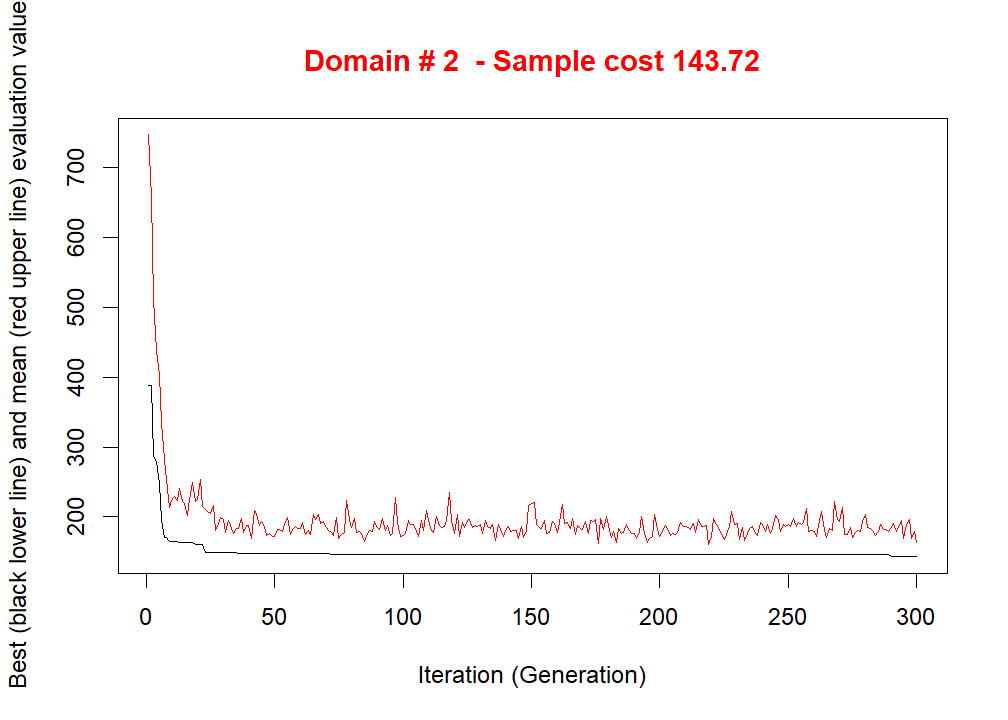 Domain # 2  - Sample cost 143.72
Best (black lower line) and mean (red upper line) evaluation value
700
600
500
400
300
200
0 50 100 150 200 250 300
Iteration (Generation)